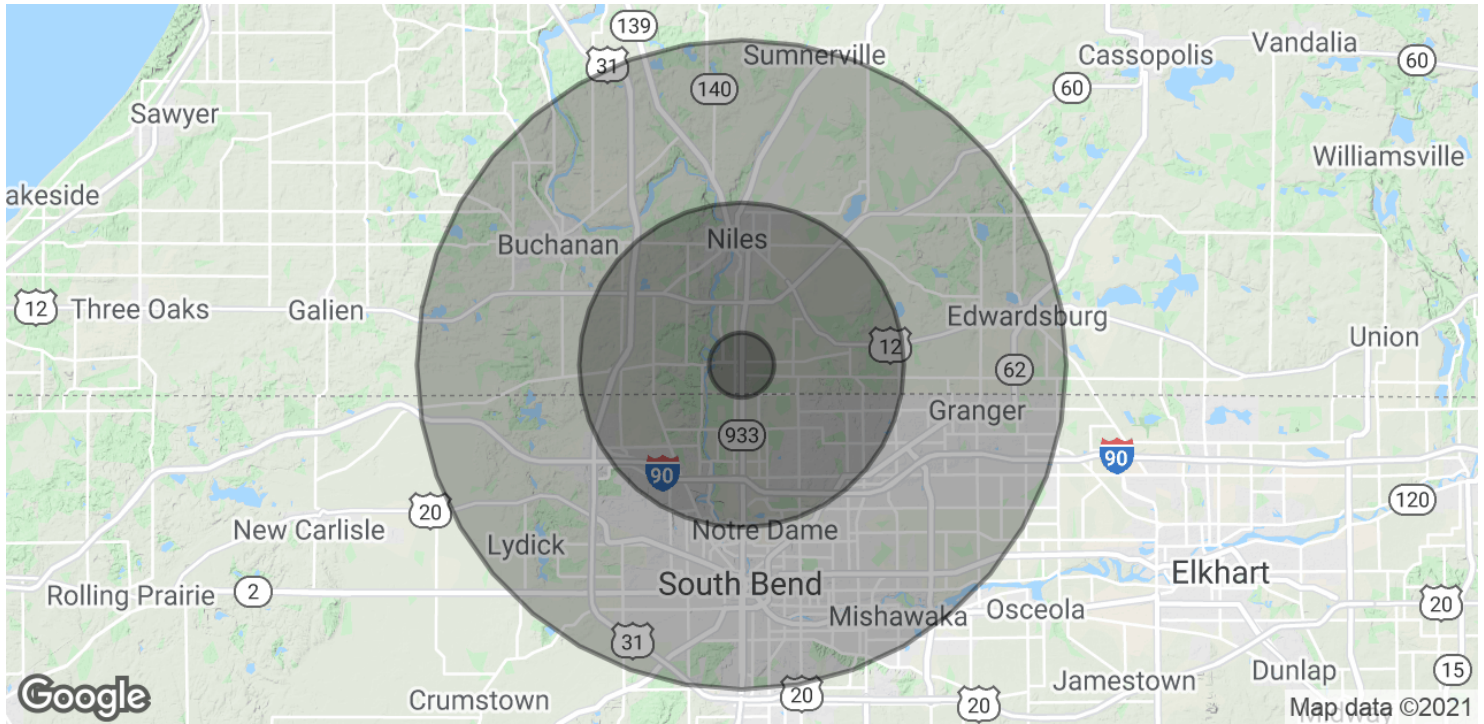 139
Sumnerville
Vandalia
Cassopolis
60
31
140
60
Sawyer
Williamsville
akeside
Buchanan
Niles
12
Three Oaks
Galien
Edwardsburg
Union
12
62
Granger
933
90
90
20
120
New Carlisle
Lydick
Notre Dame
South Bend
Elkhart
Rolling Prairie
2
Mishawaka
Osceola
20
31
Dunlap
15
Jamestown
Google
Crumstown
20
20
Map data ©2021